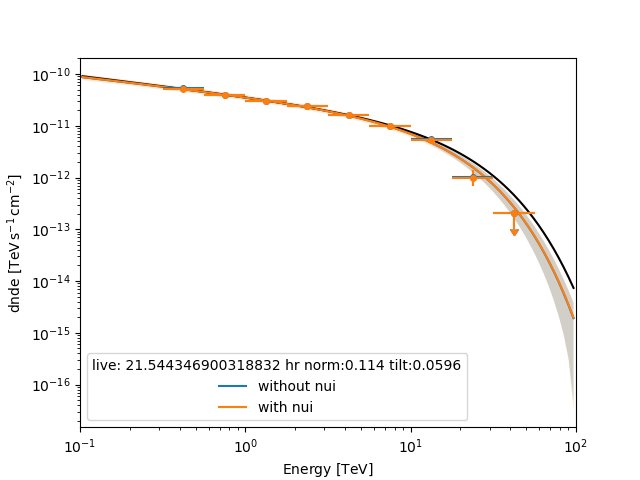 10⁻¹⁰
10⁻¹¹
10⁻¹²
10⁻¹³
10⁻¹⁴
10⁻¹⁵
10⁻¹⁶
dnde [TeV s⁻¹ cm⁻²]
live: 21.544346900318832 hr norm:0.114 tilt:0.0596
without nui
with nui
10⁻¹ 10⁰ 10¹ 10²
Energy [TeV]